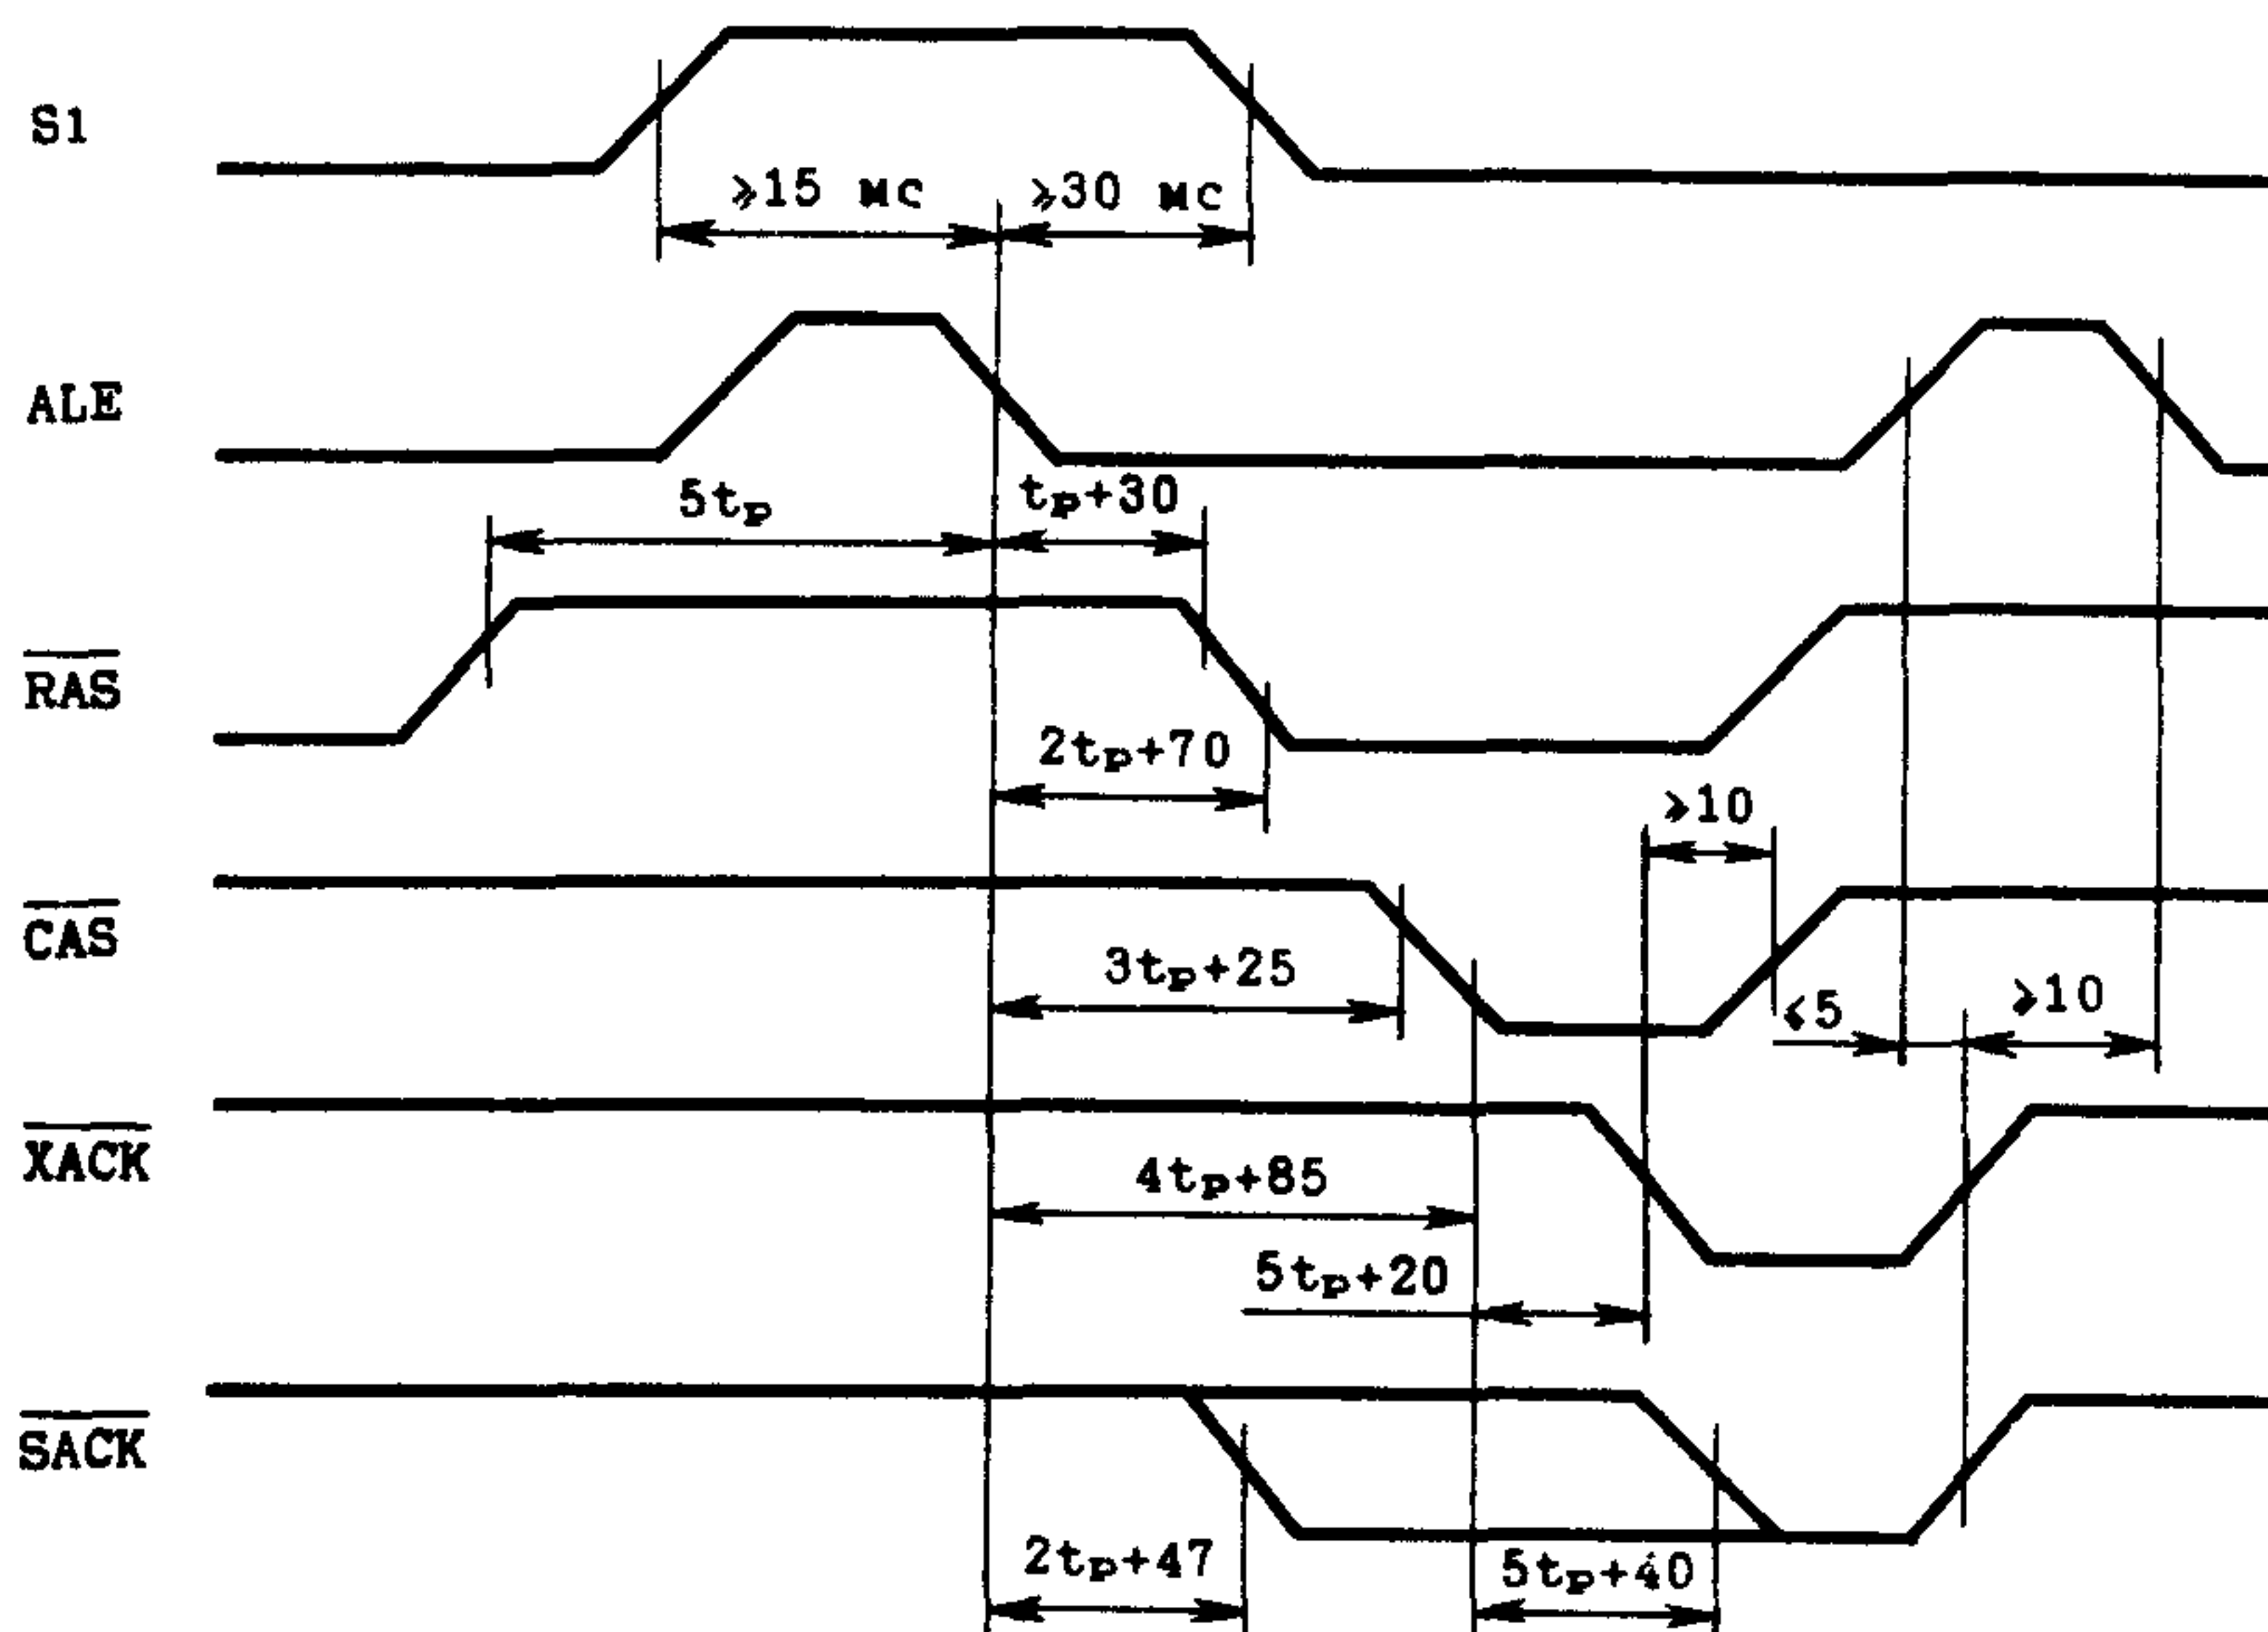 S1
⩾15 мс ⩾30 мс
ALE
5tp tp+30
RAS
2tp+70
⩾10
CAS
3tp+25
⩽5 ⩾10
XACK
4tp+85
5tp+20
SACK
2tp+47 5tp+40